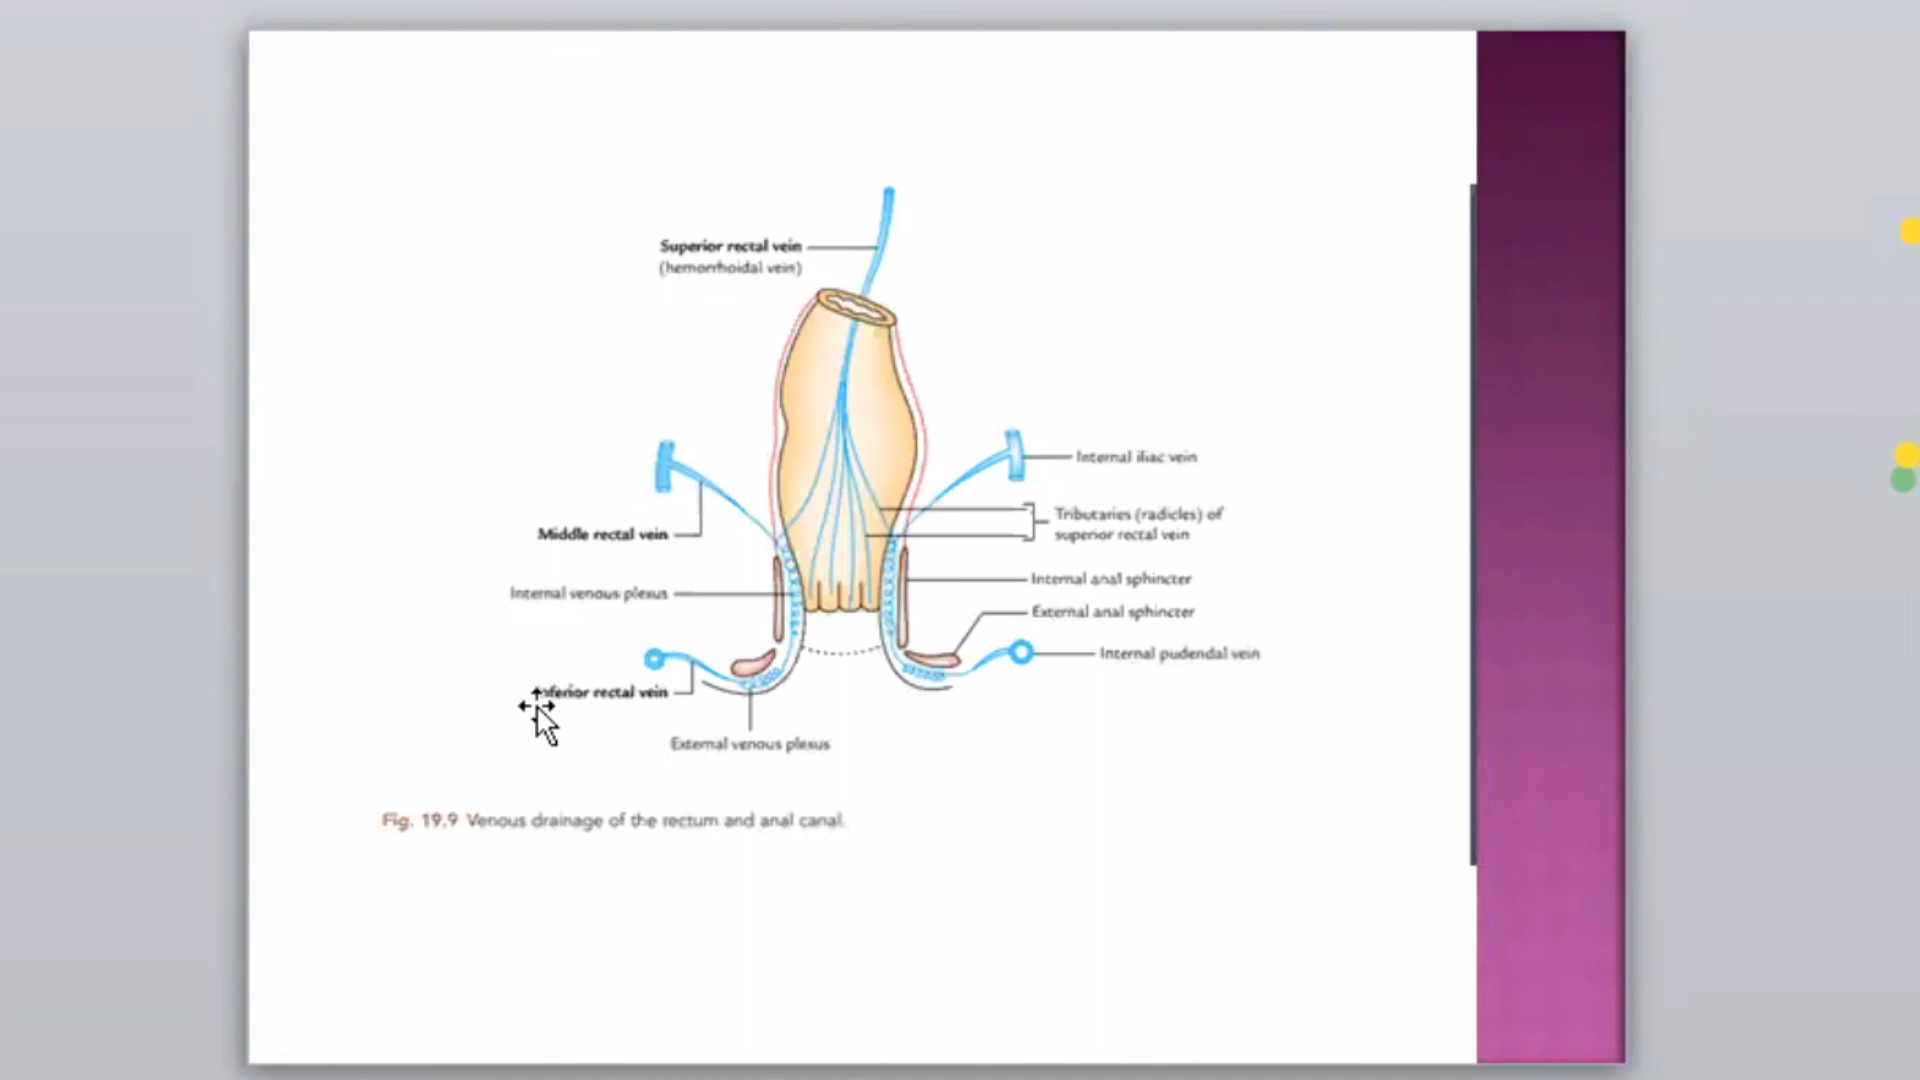 Superior rectal vein
(hemorrhoidal vein)
Internal iliac vein
Tributaries (radicles) of
superior rectal vein
Middle rectal vein
Internal anal sphincter
Internal venous plexus
External anal sphincter
Internal pudendal vein
Inferior rectal vein
External venous plexus
Fig. 19.9 Venous drainage of the rectum and anal canal.